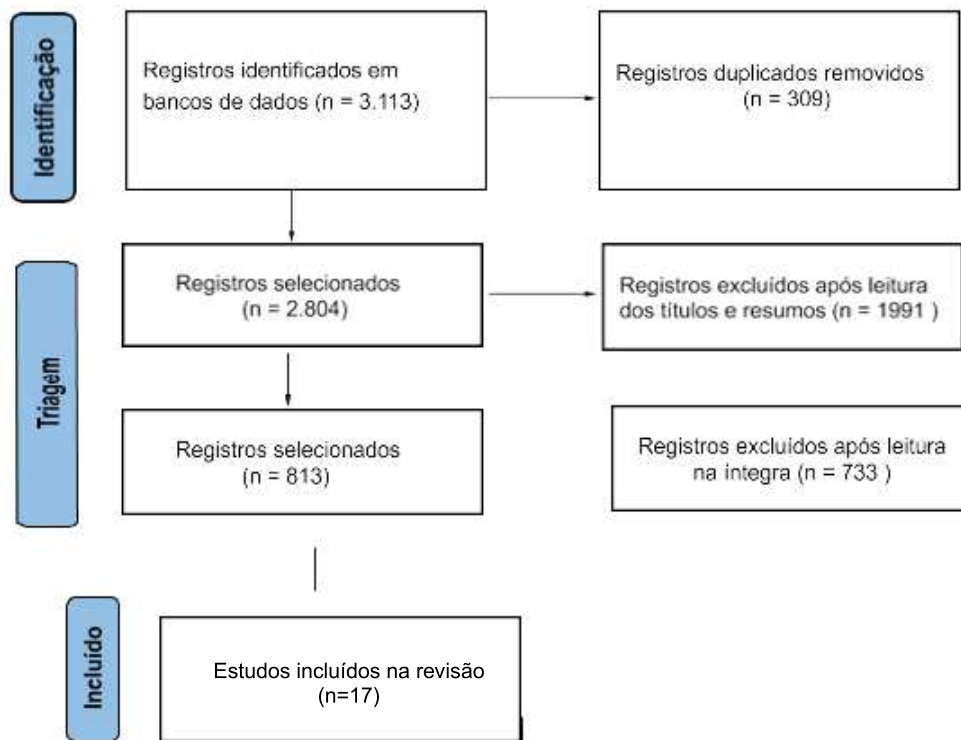 Identificação
Registros identificados em
bancos de dados (n = 3.113)
Registros duplicados removidos
(n = 309)
Triagem
Registros selecionados
(n = 2.804)
Registros excluídos após leitura
dos títulos e resumos (n = 1991 )
Registros selecionados
(n = 813)
Registros excluídos após leitura
na íntegra (n = 733 )
Incluído
Estudos incluídos na revisão
(n=17)